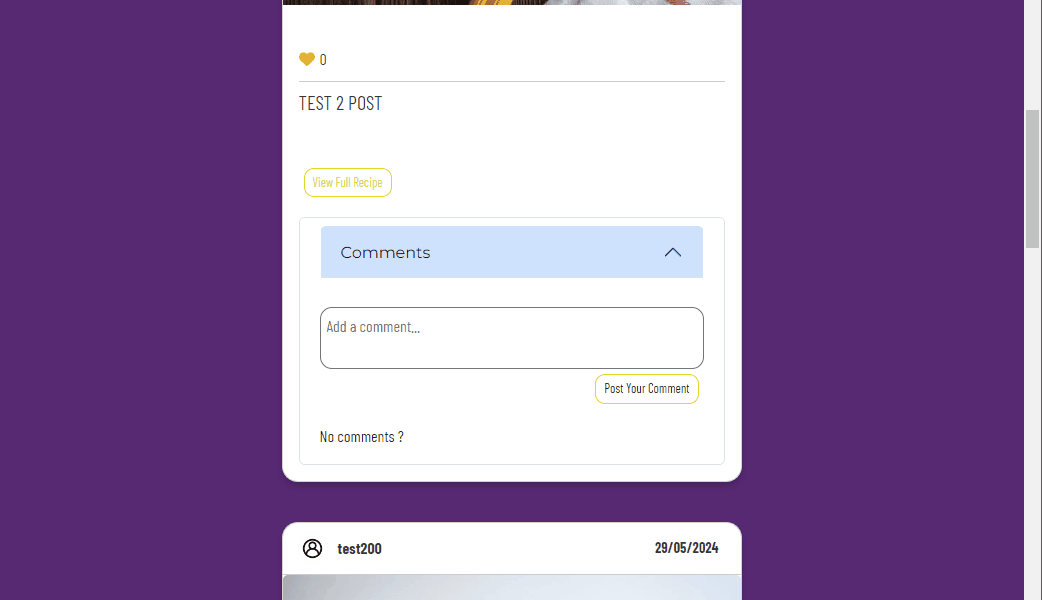 0
TEST 2 POST
View Full Recipe
Comments
Add a comment...
Post Your Comment
No comments ?
test200
29/05/2024